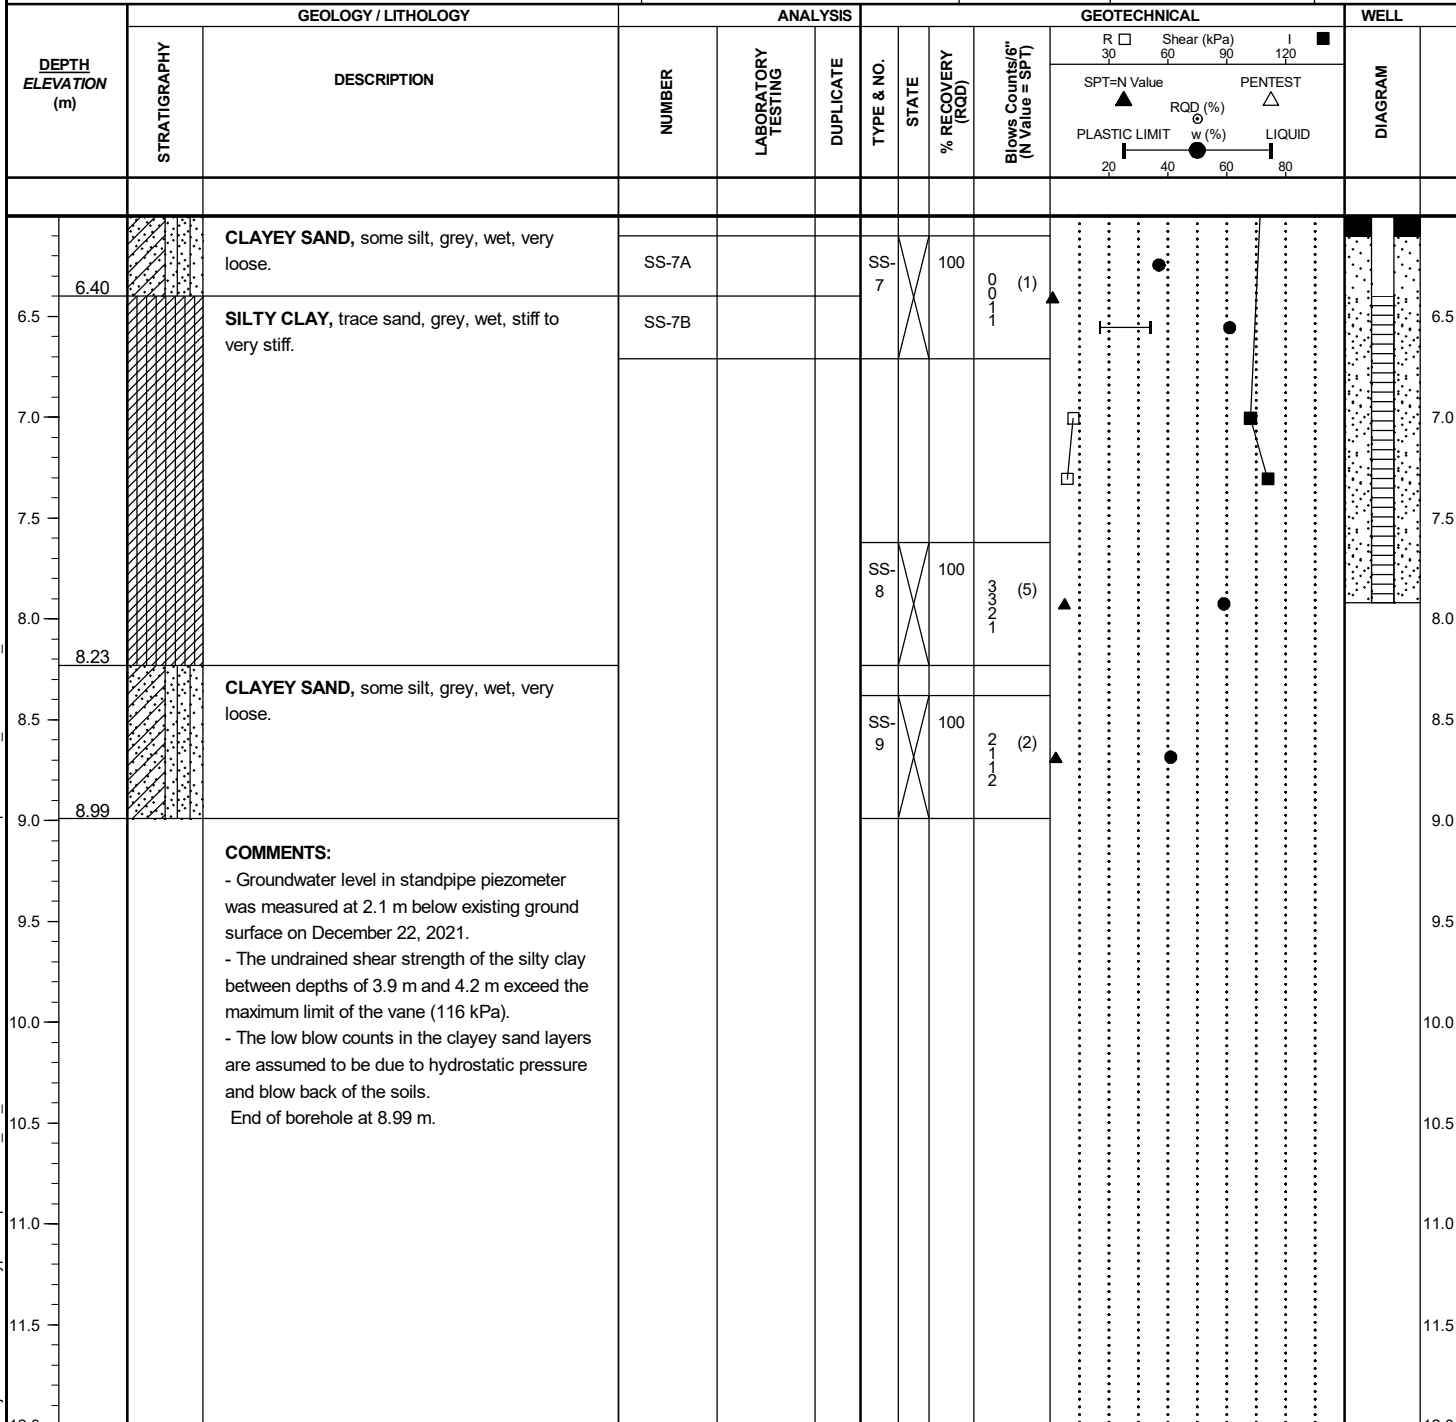 GEOLOGY / LITHOLOGY ANALYSIS GEOTECHNICAL WELL
DEPTH
ELEVATION
(m)
STRATIGRAPHY
DESCRIPTION
NUMBER
LABORATORY
TESTING
DUPLICATE
TYPE & NO.
STATE
% RECOVERY
(RQD)
Blows Counts/6"
(N Value = SPT)
R Shear (kPa) I
30 60 90 120
SPT=N Value PENTEST
RQD (%)
PLASTIC LIMIT w (%) LIQUID
20 40 60 80
DIAGRAM
CLAYEY SAND, some silt, grey, wet, very
loose.
6.40
SS-7A
SS-
7
100
0
0
1
1
(1)
6.5
SILTY CLAY, trace sand, grey, wet, stiff to
very stiff.
SS-7B
6.5
7.0 7.0
7.5 7.5
SS-
8
100
3
3
2
1
(5)
8.0 8.0
8.23
CLAYEY SAND, some silt, grey, wet, very
loose.
8.5 8.5
SS-
9
100
2
1
1
2
(2)
8.99
9.0 9.0
COMMENTS:
- Groundwater level in standpipe piezometer
was measured at 2.1 m below existing ground
surface on December 22, 2021.
- The undrained shear strength of the silty clay
between depths of 3.9 m and 4.2 m exceed the
maximum limit of the vane (116 kPa).
- The low blow counts in the clayey sand layers
are assumed to be due to hydrostatic pressure
and blow back of the soils.
End of borehole at 8.99 m.
9.5 9.5
10.0 10.0
10.5 10.5
11.0 11.0
11.5 11.5